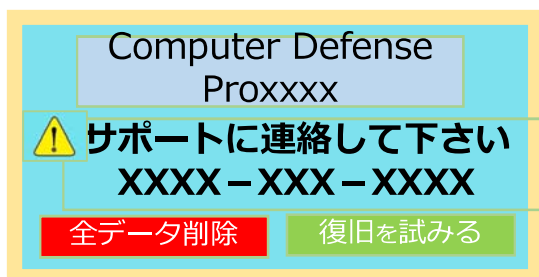 Computer Defense
Proxxxx
サポートに連絡して下さい
XXXX－XXX－XXXX
全データ削除
復旧を試みる